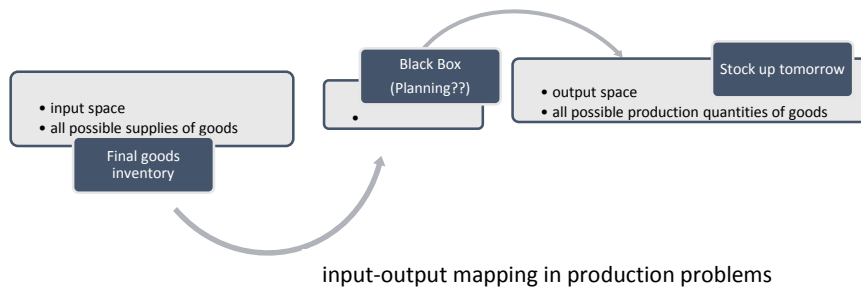 • input space
• all possible supplies of goods
Final goods
inventory
Black Box
(Planning??)
•
Stock up tomorrow
• output space
• all possible production quantities of goods
input-output mapping in production problems